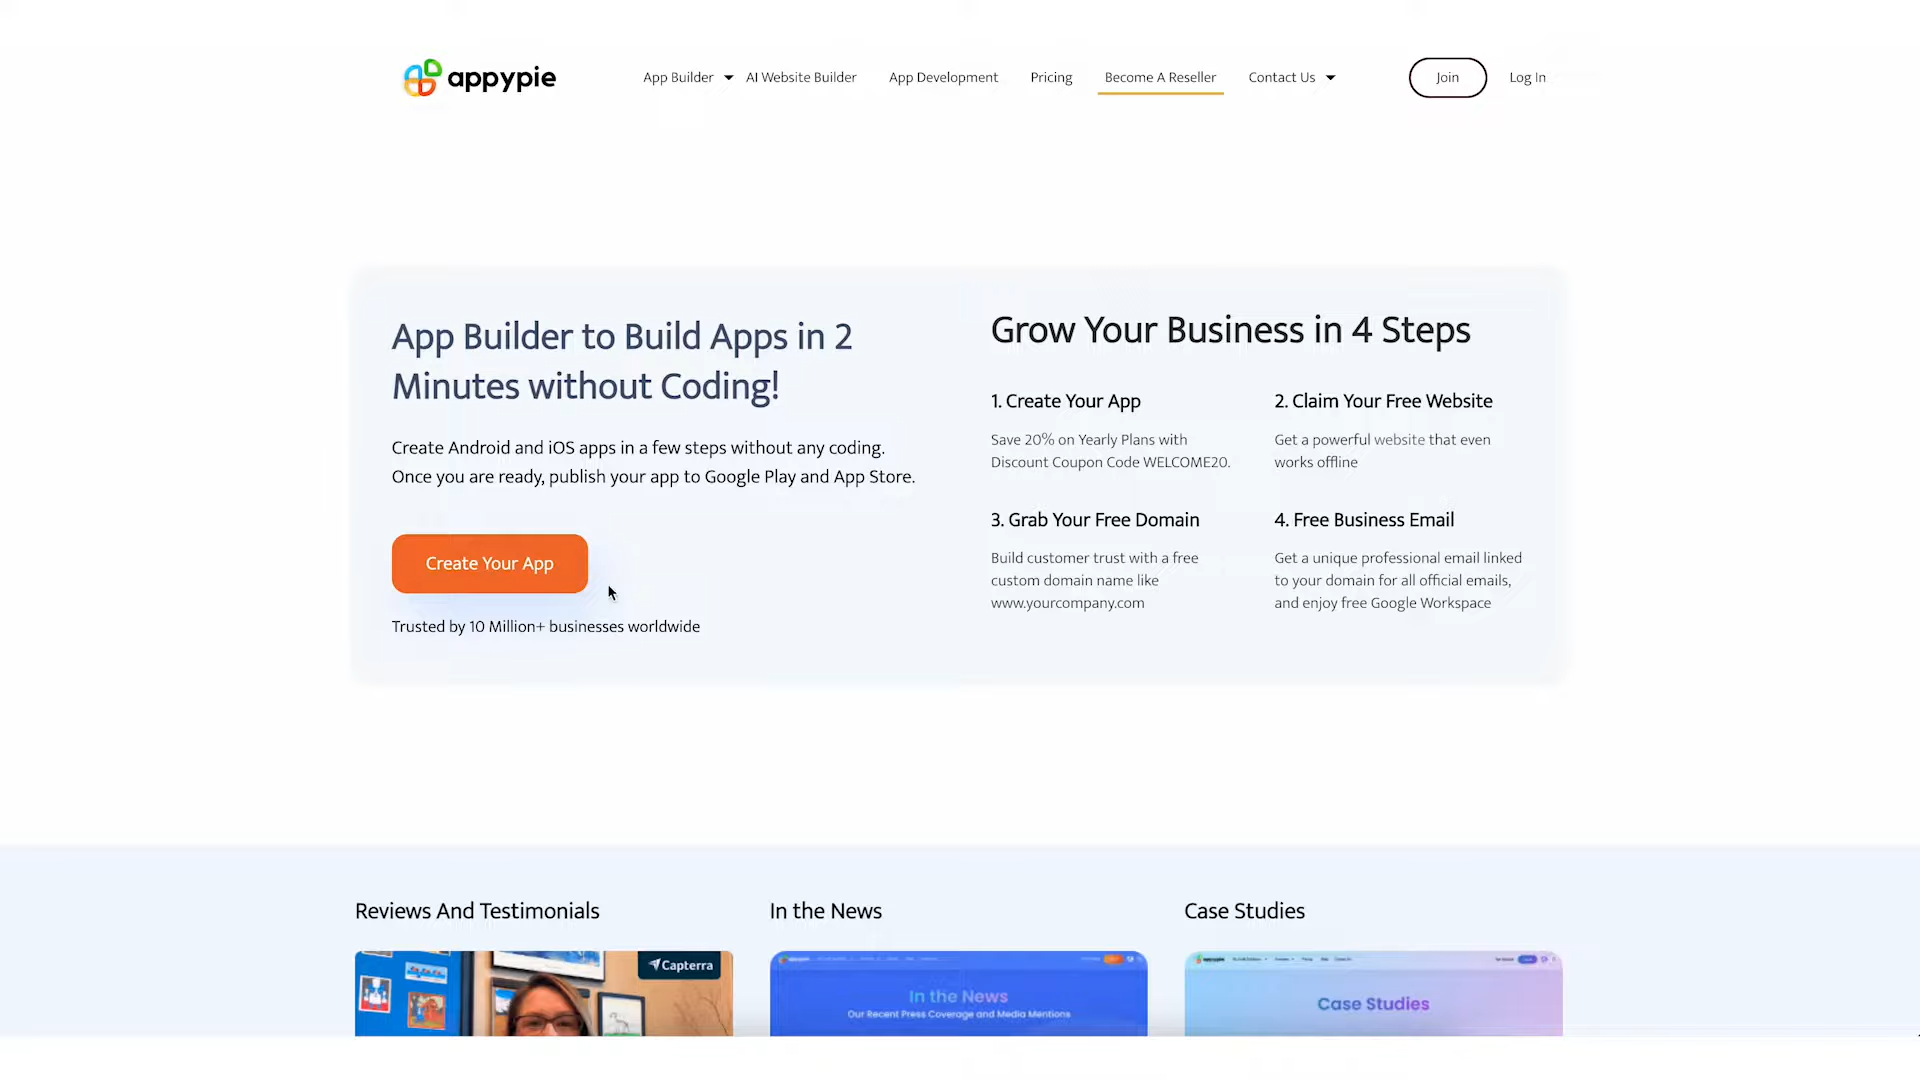 appypie
App Builder
AI Website Builder
App Development
Pricing
Become A Reseller
Contact Us
Join
Log In
App Builder to Build Apps in 2
Minutes without Coding!
Create Android and iOS apps in a few steps without any coding.
Once you are ready, publish your app to Google Play and App Store.
Create Your App
Trusted by 10 Million+ businesses worldwide
Grow Your Business in 4 Steps
1. Create Your App
Save 20% on Yearly Plans with
Discount Coupon Code WELCOME20.
2. Claim Your Free Website
Get a powerful website that even
works offline
3. Grab Your Free Domain
Build customer trust with a free
custom domain name like
www.yourcompany.com
4. Free Business Email
Get a unique professional email linked
to your domain for all official emails,
and enjoy free Google Workspace
Reviews And Testimonials
In the News
Case Studies
Capterra
In the News
Our Recent Press Coverage and Media Mentions
appypie
Case Studies